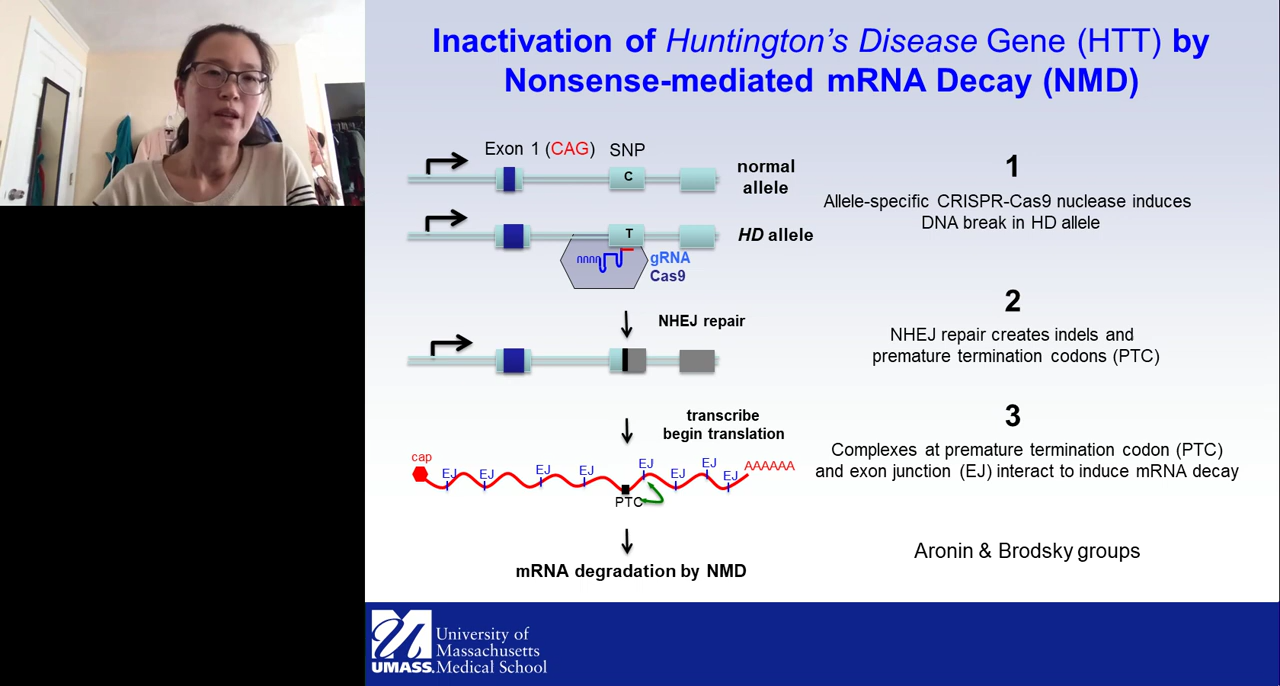 Inactivation of Huntington’s Disease Gene (HTT) by
Nonsense-mediated mRNA Decay (NMD)
Exon 1 (CAG) SNP
C
normal
allele
T
HD allele
gRNA
Cas9
NHEJ repair
transcribe
begin translation
cap
EJ EJ EJ EJ EJ EJ EJ EJ
AAAAAA
PTC
mRNA degradation by NMD
1
Allele-specific CRISPR-Cas9 nuclease induces
DNA break in HD allele
2
NHEJ repair creates indels and
premature termination codons (PTC)
3
Complexes at premature termination codon (PTC)
and exon junction (EJ) interact to induce mRNA decay
Aronin & Brodsky groups
UMASS.
University of
Massachusetts
Medical School